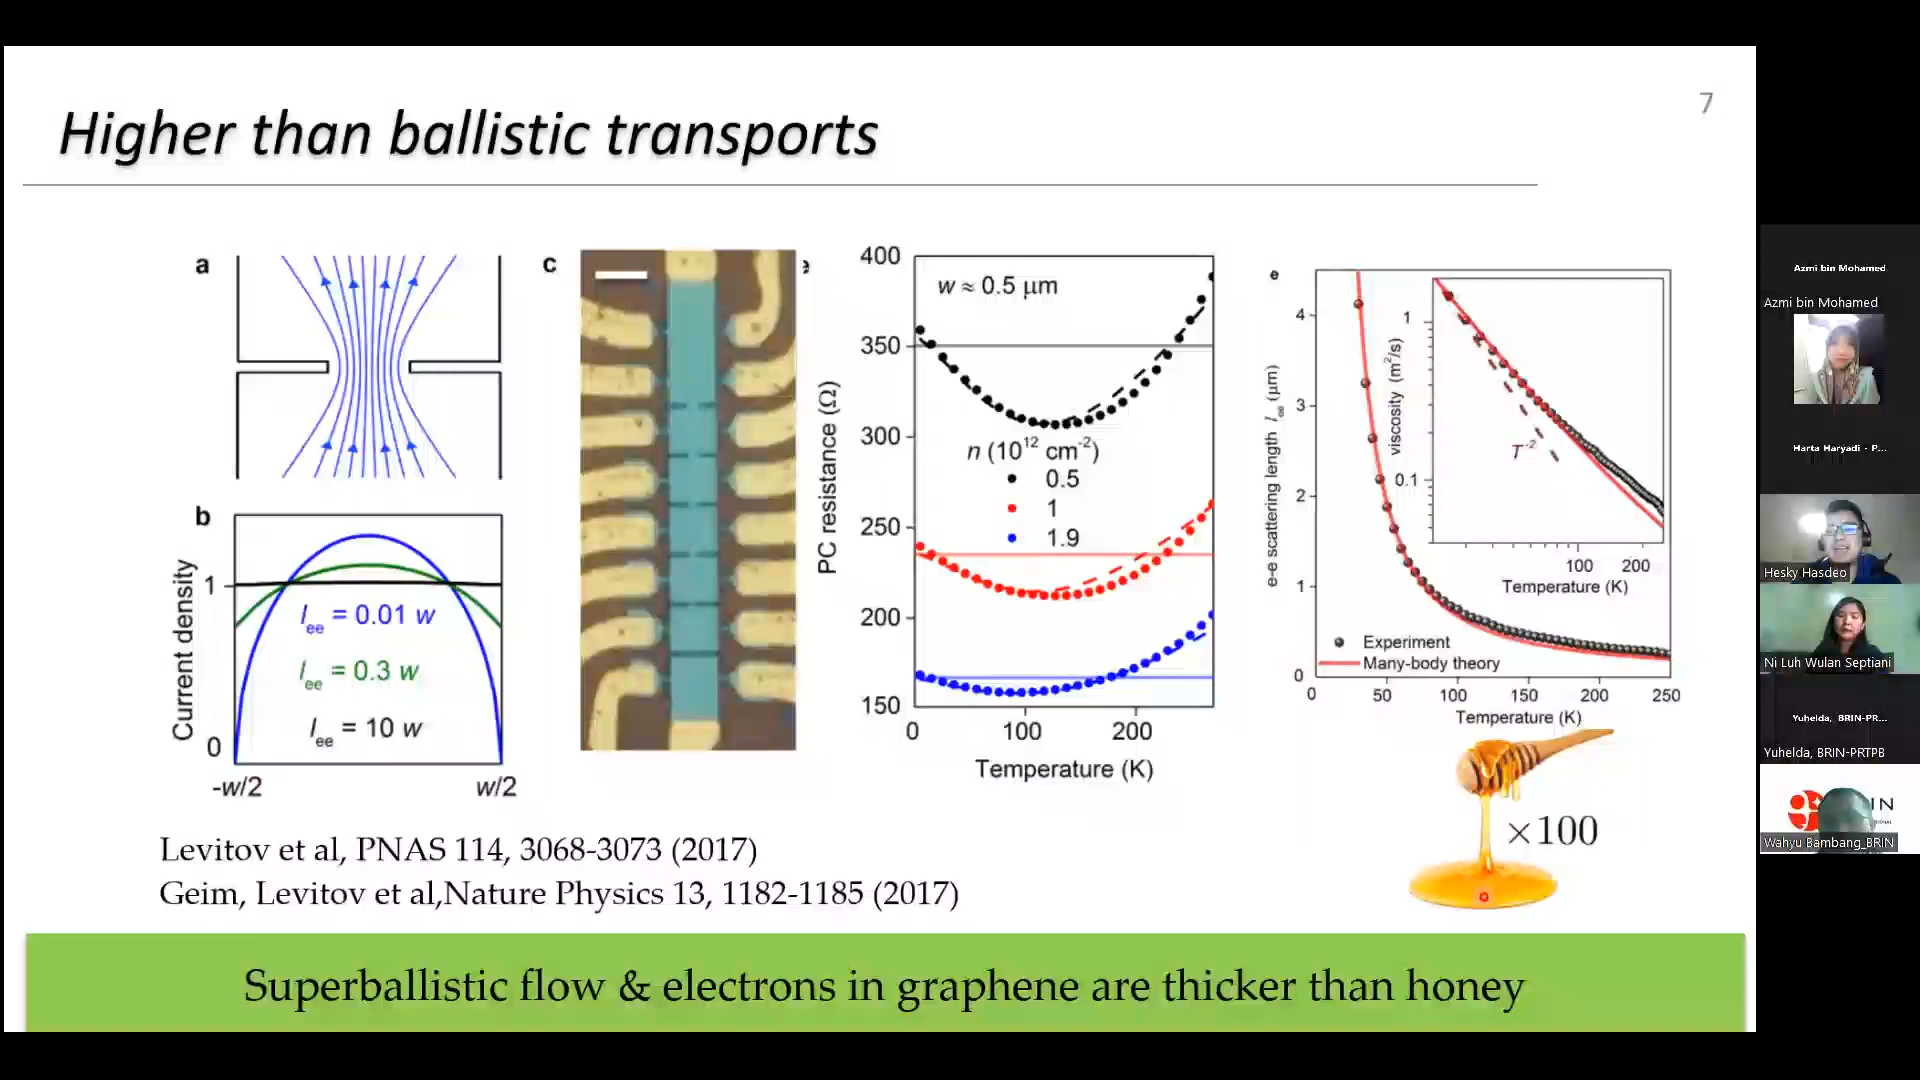 Higher than ballistic transports
7
a
b
Current density
1
0
l_ee = 0.01 w
l_ee = 0.3 w
l_ee = 10 w
-w/2
w/2
c
e
PC resistance (Ω)
400
350
300
250
200
150
w ≈ 0.5 μm
n (10^12 cm^-2)
0.5
1
1.9
0
100
200
Temperature (K)
e
e-e scattering length l_ee (μm)
4
3
2
1
0
viscosity (m^2/s)
1
0.1
T^-2
100
200
Temperature (K)
Experiment
Many-body theory
0
50
100
150
200
250
Temperature (K)
×100
Levitov et al, PNAS 114, 3068-3073 (2017)
Geim, Levitov et al,Nature Physics 13, 1182-1185 (2017)
Superballistic flow & electrons in graphene are thicker than honey
Azmi bin Mohamed
Azmi bin Mohamed
Harta Haryadi - P...
Hesky Hasdeo
Ni Luh Wulan Septiani
Yuhelda, BRIN-PR...
Yuhelda, BRIN-PRTPB
Wahyu Bambang_BRIN